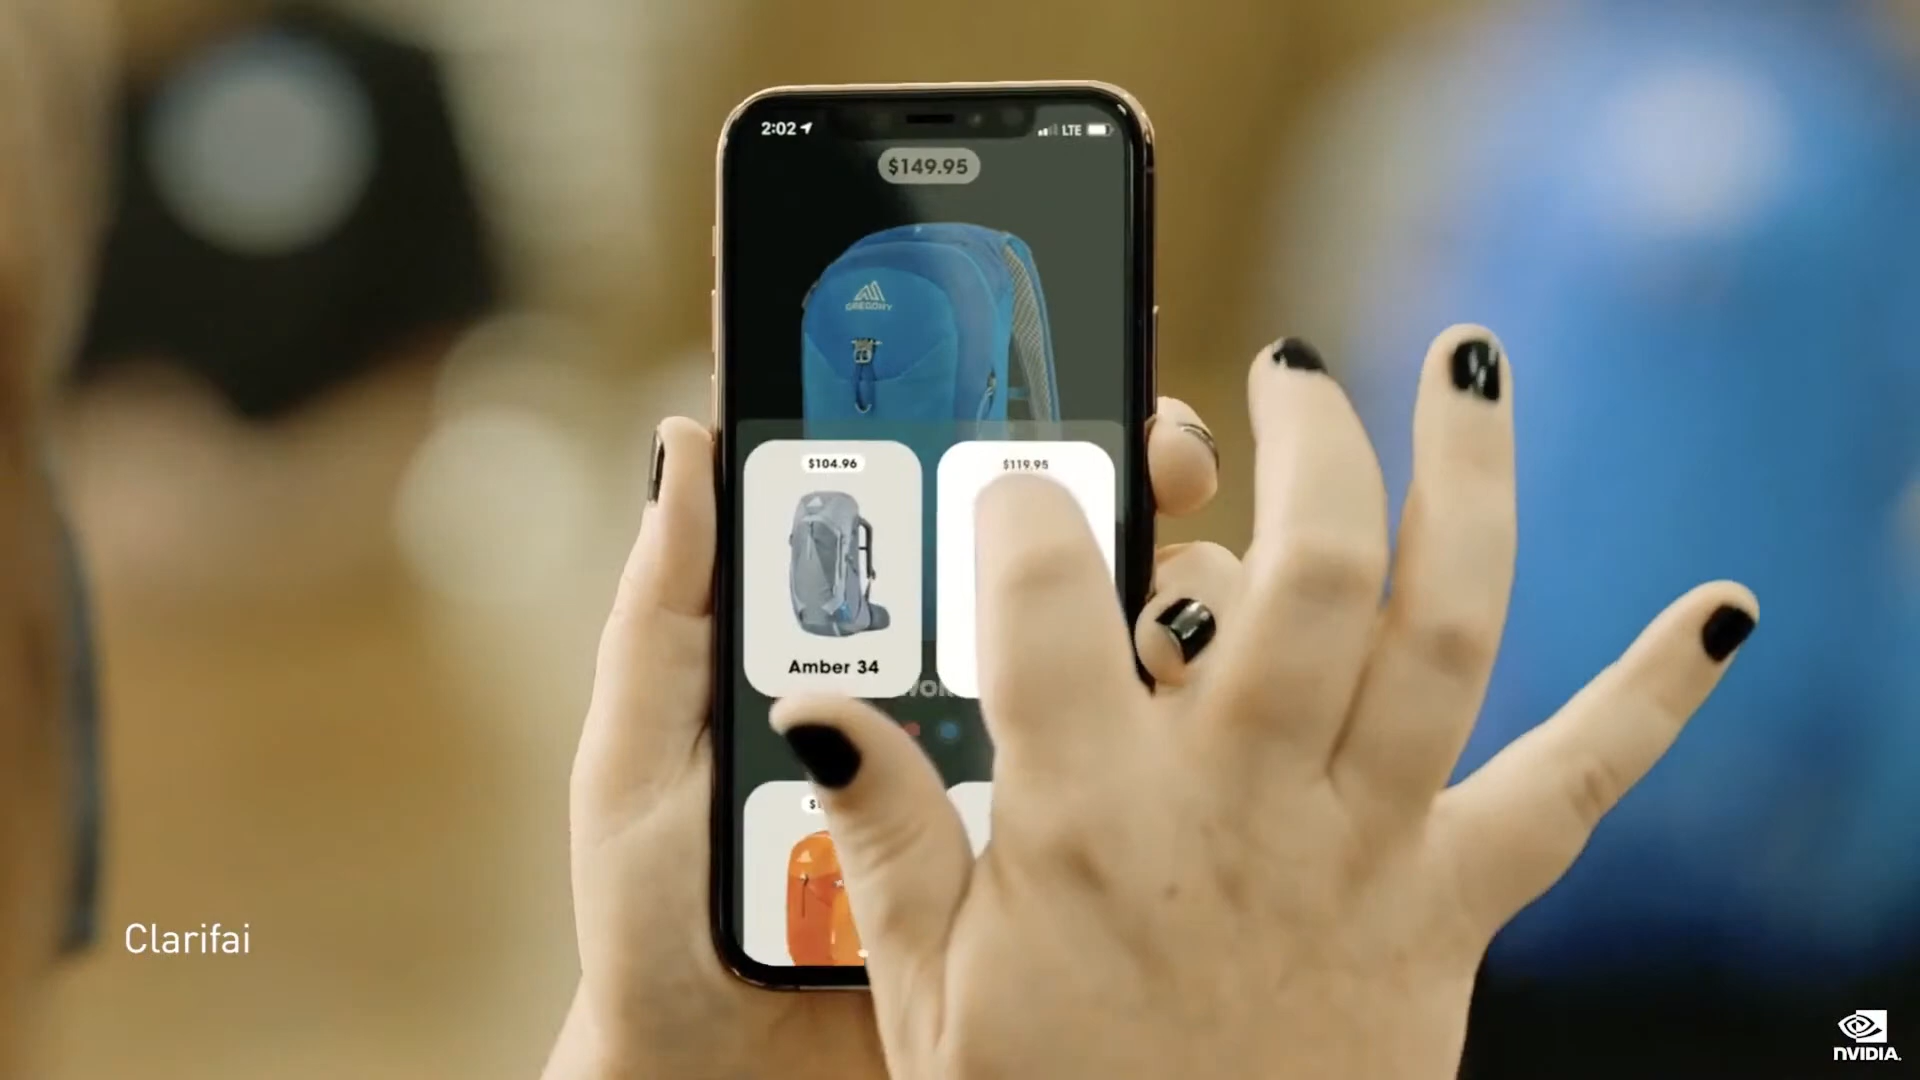 2:02
LTE
$149.95
GREGORY
$104.96
$119.95
Amber 34
Clarifai
NVIDIA.